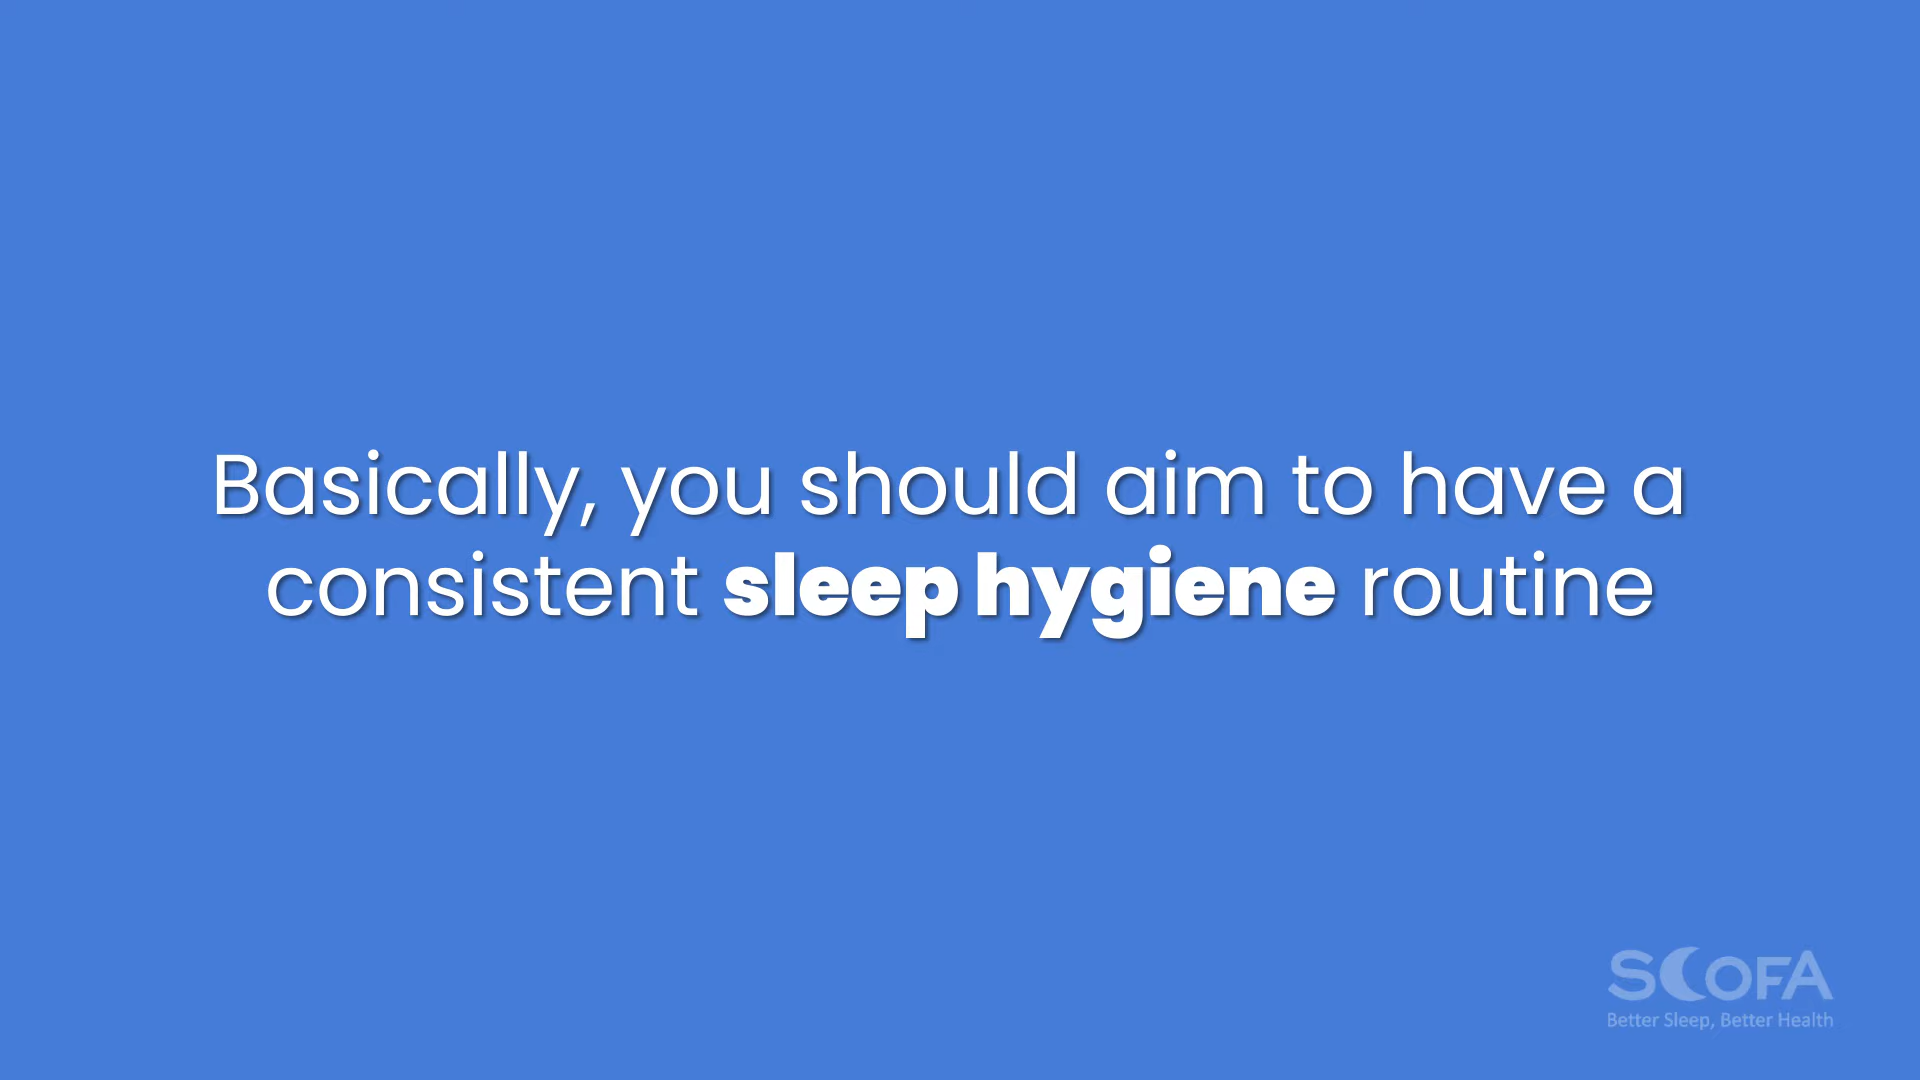 Basically, you should aim to have a
consistent sleep hygiene routine
SCOFA
Better Sleep, Better Health